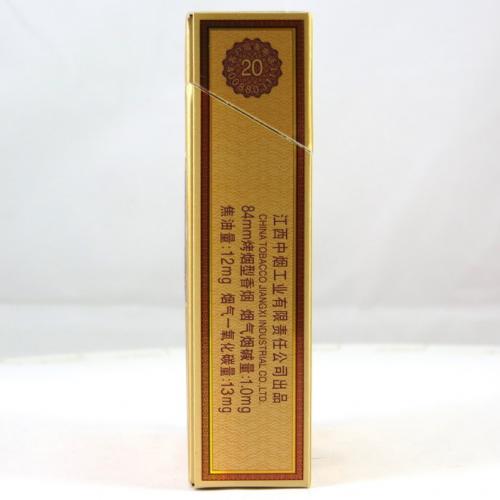 20
江西中烟工业有限责任公司出品
CHINA TOBACCO JIANGXI INDUSTRIAL CO., LTD.
84mm烤烟型香烟 烟气烟碱量:1.0mg
焦油量:12mg 烟气一氧化碳量:13mg